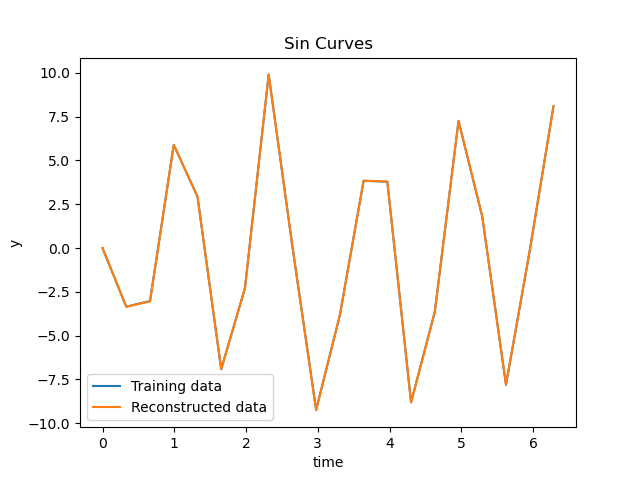 Sin Curves
10.0
7.5
5.0
2.5
0.0
−2.5
−5.0
−7.5
−10.0
y
Training data
Reconstructed data
0 1 2 3 4 5 6
time